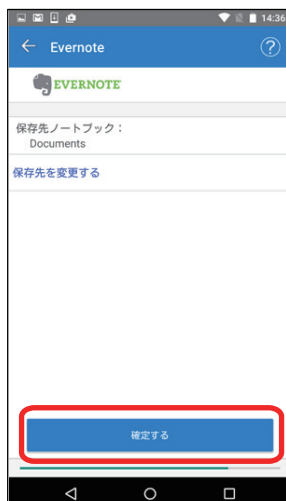 14:36
Evernote
?
EVERNOTE
保存先ノートブック：
Documents
保存先を変更する
確定する